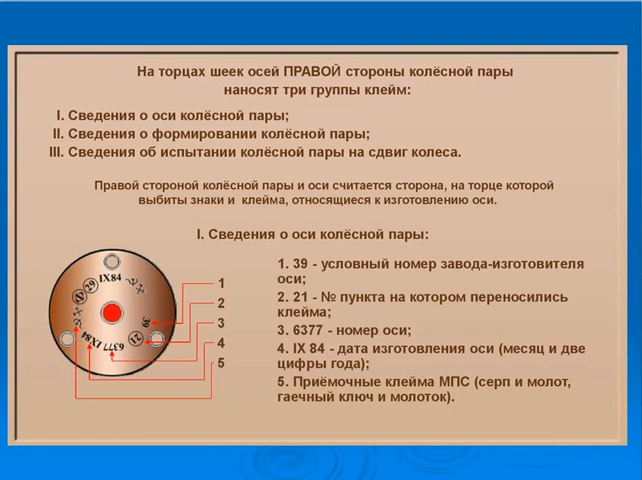 На торцах шеек осей ПРАВОЙ стороны колёсной пары
наносят три группы клейм:
I. Сведения о оси колёсной пары;
II. Сведения о формировании колёсной пары;
III. Сведения об испытании колёсной пары на сдвиг колеса.
Правой стороной колёсной пары и оси считается сторона, на торце которой
выбиты знаки и клейма, относящиеся к изготовлению оси.
I. Сведения о оси колёсной пары:
1. 39 - условный номер завода-изготовителя
оси;
2. 21 - № пункта на котором переносились
клейма;
3. 6377 - номер оси;
4. IX 84 - дата изготовления оси (месяц и две
цифры года);
5. Приёмочные клейма МПС (серп и молот,
гаечный ключ и молоток).
IX 84
29
39
21
6377
IX84
1
2
3
4
5